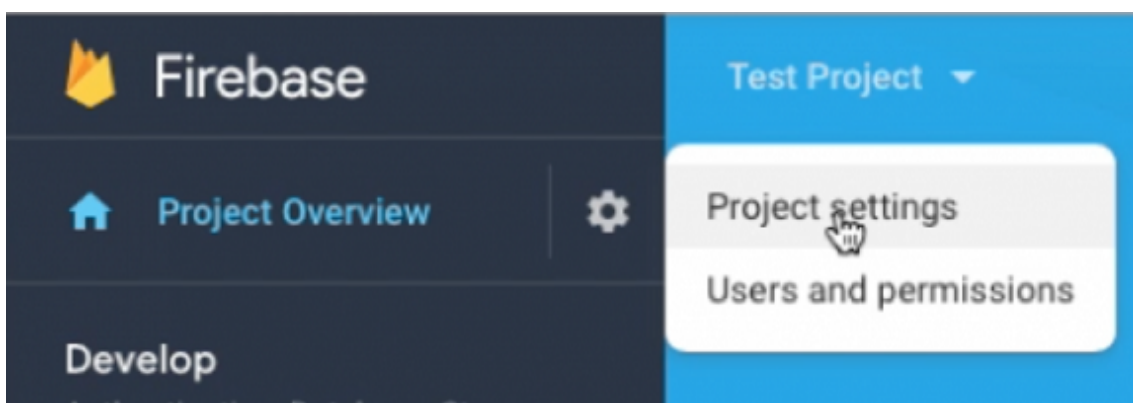 Firebase
Test Project
Project Overview
Project settings
Users and permissions
Develop